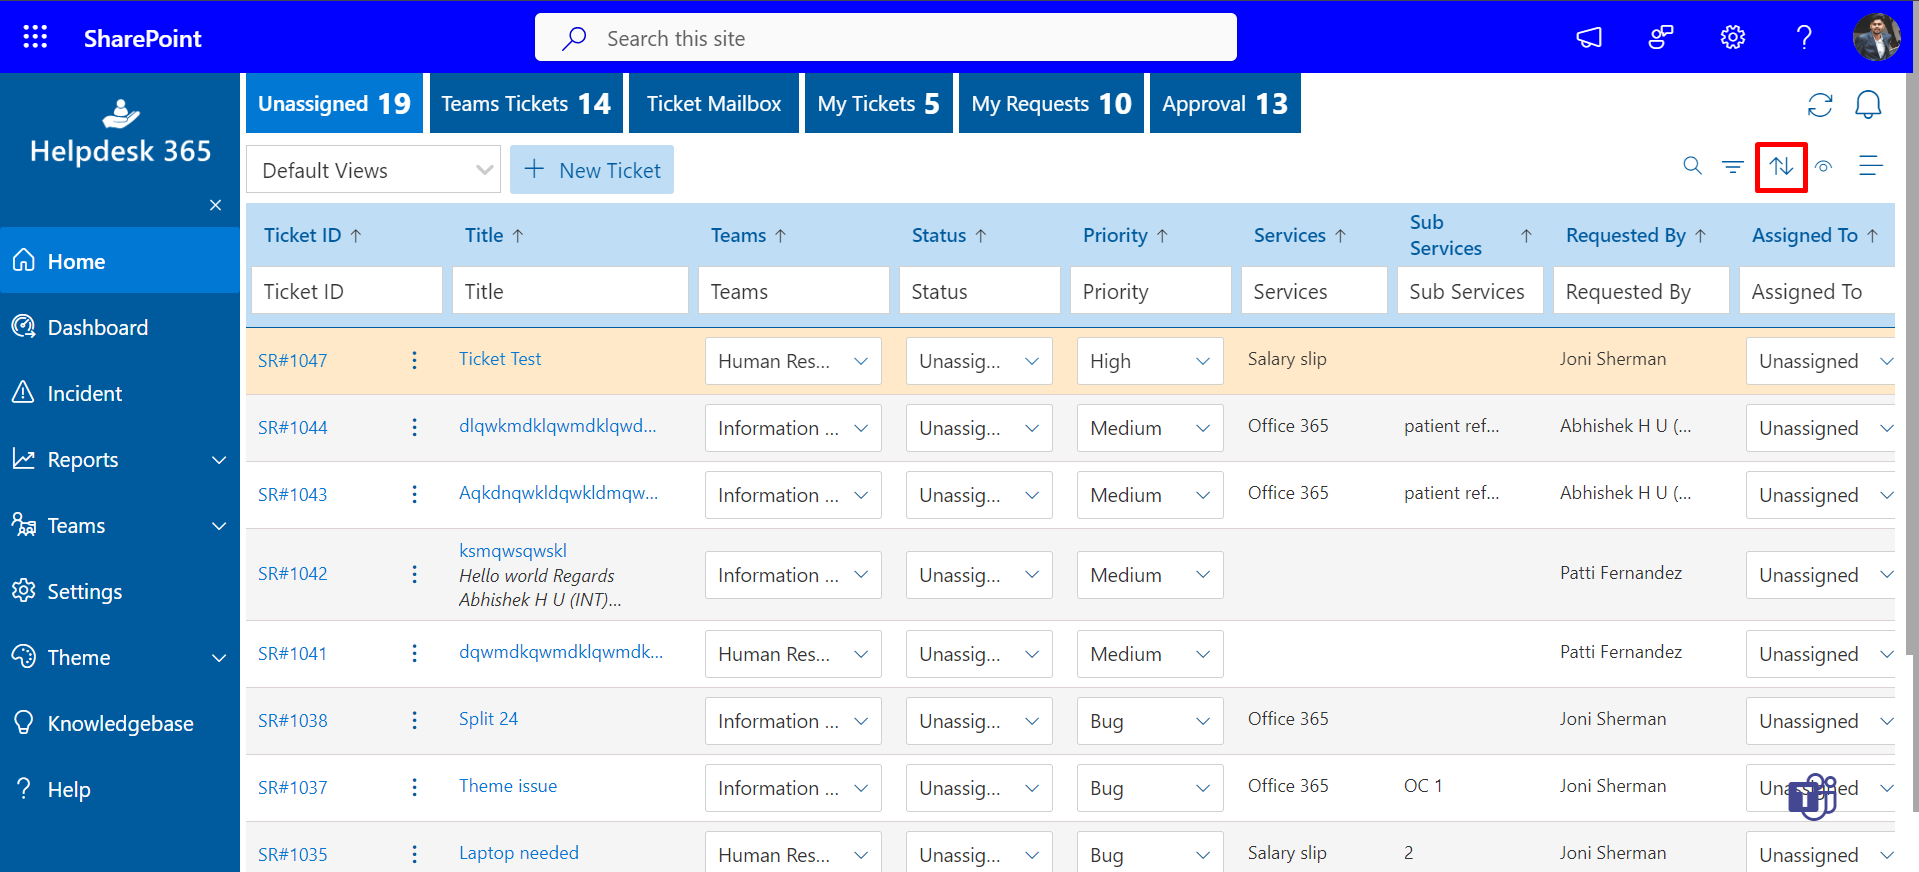 SharePoint
Search this site
Helpdesk 365
Home
Dashboard
Incident
Reports
Teams
Settings
Theme
Knowledgebase
Help
Unassigned 19 Teams Tickets 14 Ticket Mailbox My Tickets 5 My Requests 10 Approval 13
Default Views New Ticket
Ticket ID Title Teams Status Priority Services Sub Services Requested By Assigned To
Ticket ID Title Teams Status Priority Services Sub Services Requested By Assigned To
SR#1047 Ticket Test Human Res... Unassig... High Salary slip Joni Sherman Unassigned
SR#1044 dlqwkmdklqwmdklqwd... Information ... Unassig... Medium Office 365 patient ref... Abhishek H U (... Unassigned
SR#1043 Aqkdnqwkldqwkldmqw... Information ... Unassig... Medium Office 365 patient ref... Abhishek H U (... Unassigned
SR#1042 ksmqwsqwskl Information ... Unassig... Medium Patti Fernandez Unassigned
Hello world Regards
Abhishek H U (INT)...
SR#1041 dqwmdkqwmdklqwmdk... Human Res... Unassig... Medium Patti Fernandez Unassigned
SR#1038 Split 24 Information ... Unassig... Bug Office 365 Joni Sherman Unassigned
SR#1037 Theme issue Information ... Unassig... Bug Office 365 OC 1 Joni Sherman Unassigned
SR#1035 Laptop needed Human Res... Unassig... Bug Salary slip 2 Joni Sherman Unassigned